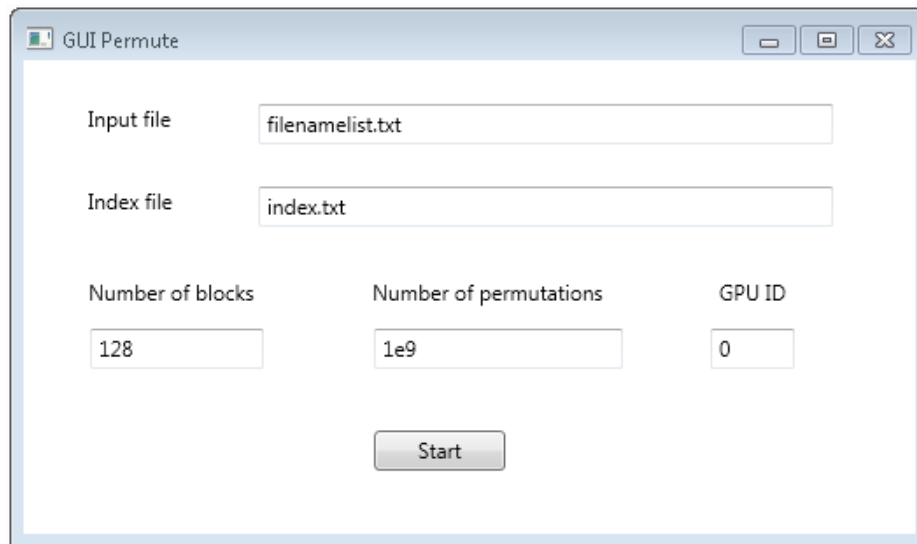 GUI Permute
Input file filenamelist.txt
Index file index.txt
Number of blocks Number of permutations GPU ID
128 1e9 0
Start